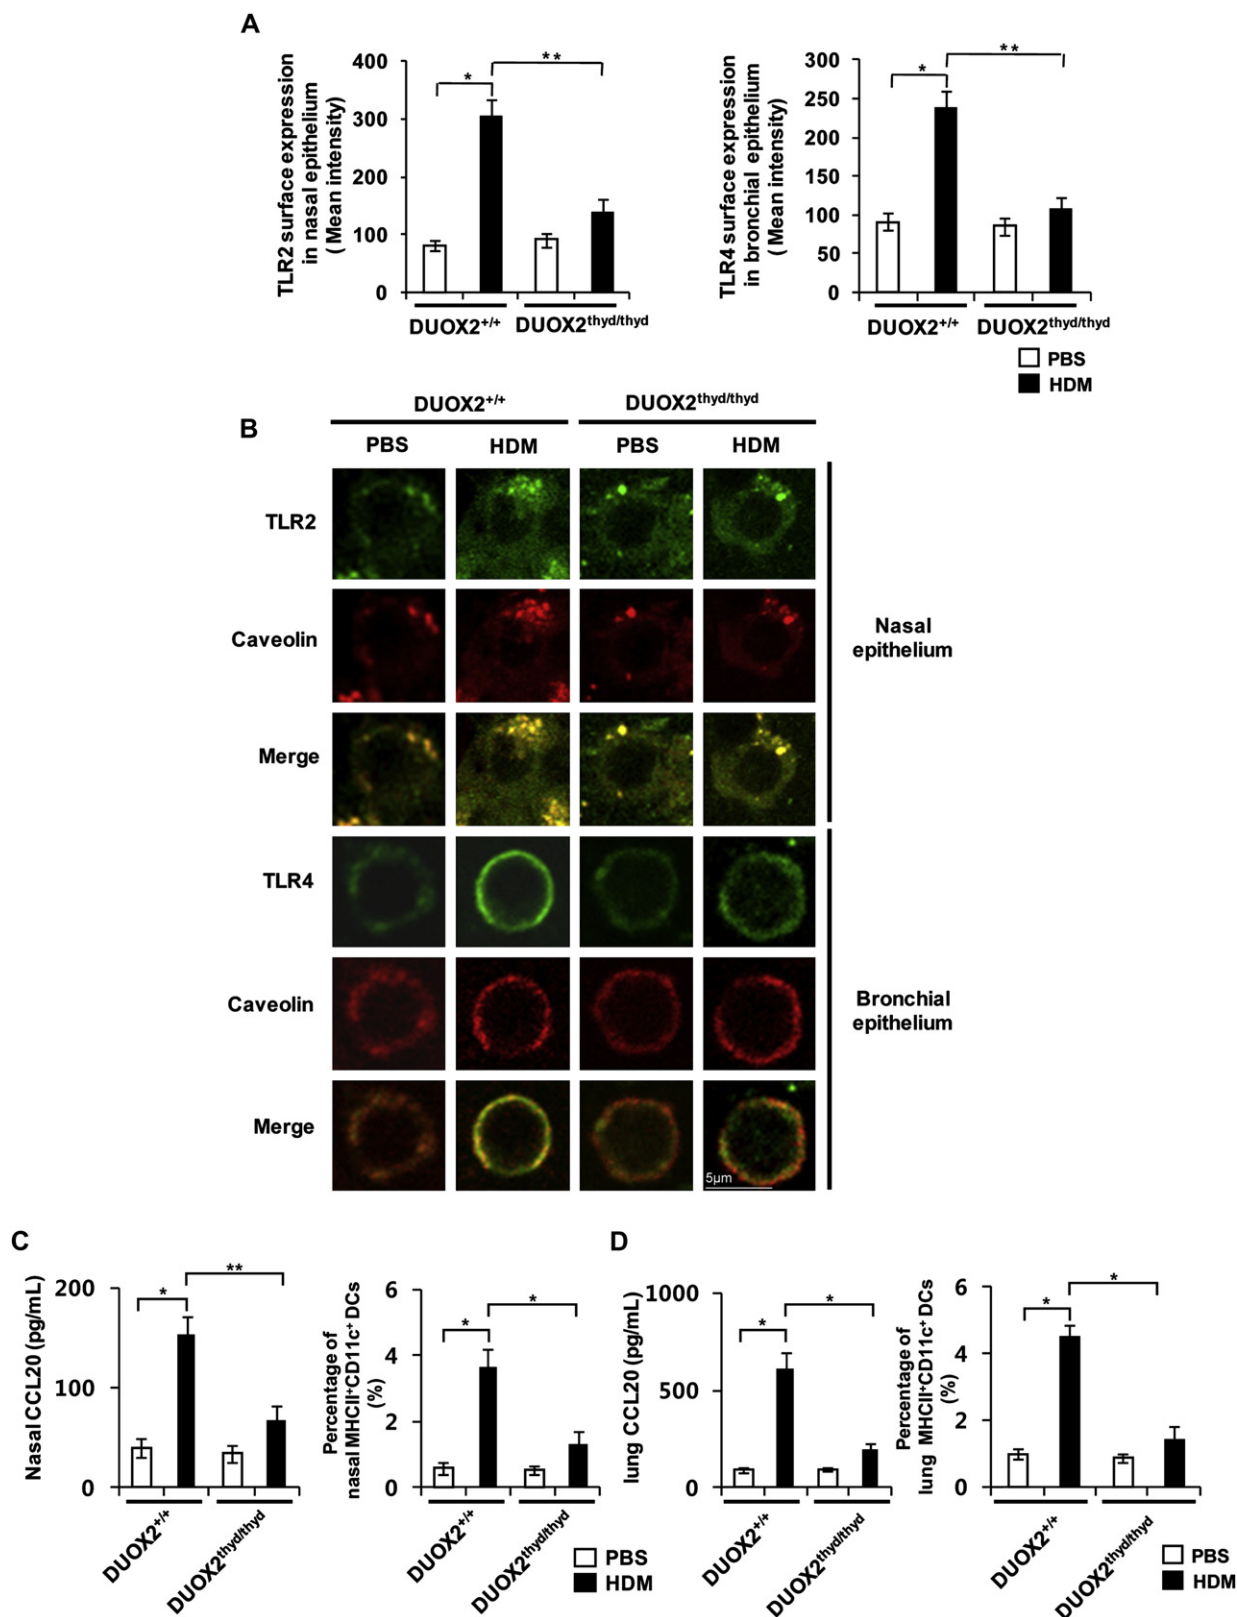 A
TLR2 surface expression
in nasal epithelium
( Mean intensity)
400
300
200
100
0
*
**
DUOX2+/+
DUOX2thyd/thyd
TLR4 surface expression
in bronchial epithelium
( Mean intensity)
300
250
200
150
100
50
0
*
**
DUOX2+/+
DUOX2thyd/thyd
PBS
HDM
B
DUOX2+/+
DUOX2thyd/thyd
PBS
HDM
PBS
HDM
TLR2
Caveolin
Merge
Nasal
epithelium
TLR4
Caveolin
Merge
Bronchial
epithelium
5µm
C
Nasal CCL20 (pg/mL)
200
100
0
*
**
DUOX2+/+
DUOX2thyd/thyd
Percentage of
nasal MHCII+CD11c+ DCs
(%)
6
4
2
0
*
*
DUOX2+/+
DUOX2thyd/thyd
PBS
HDM
D
lung CCL20 (pg/mL)
1000
500
0
*
*
DUOX2+/+
DUOX2thyd/thyd
Percentage of
lung MHCII+CD11c+ DCs
(%)
6
4
2
0
*
*
DUOX2+/+
DUOX2thyd/thyd
PBS
HDM